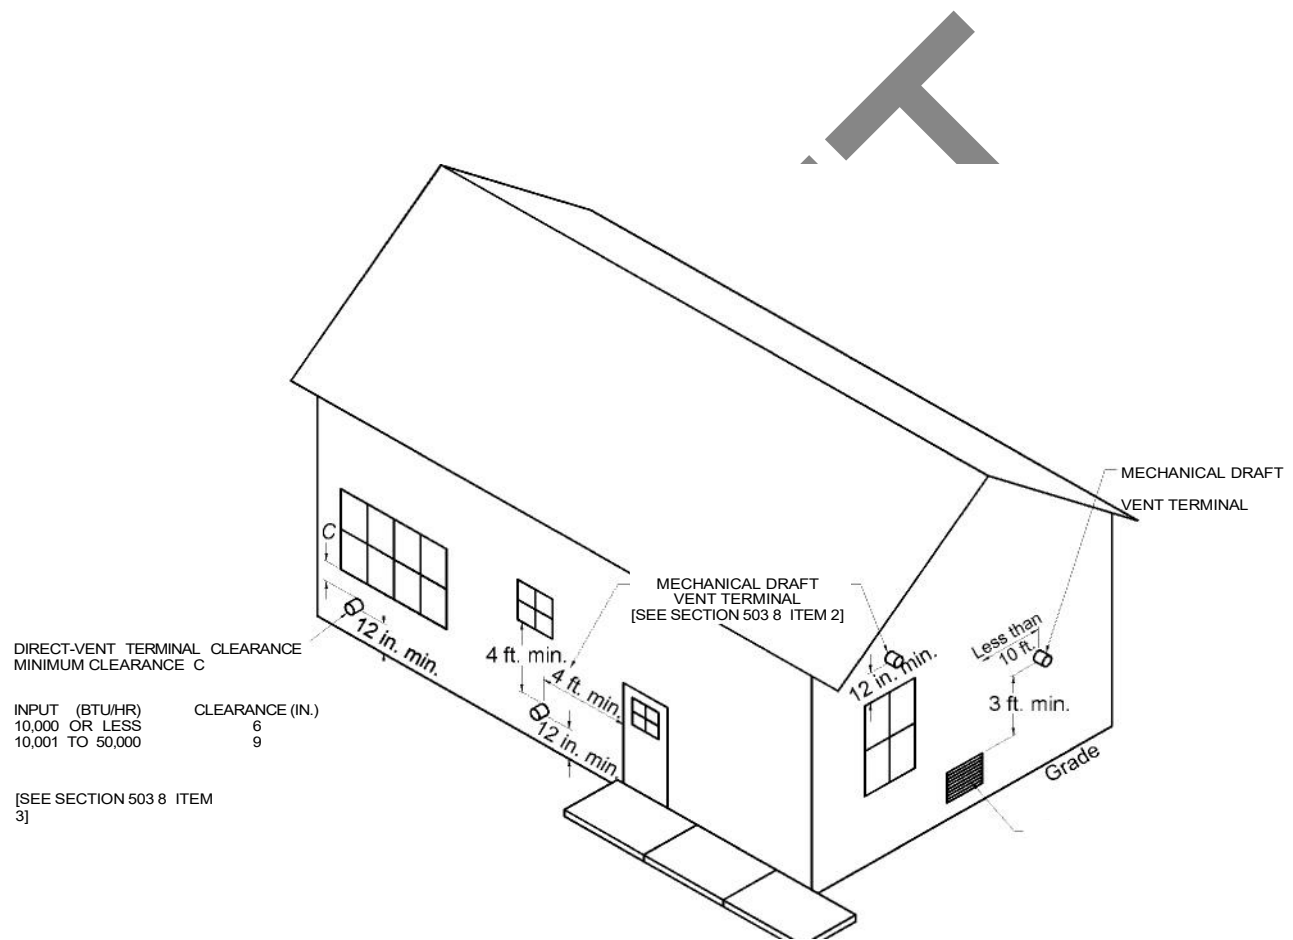 MECHANICAL DRAFT
VENT TERMINAL
C
MECHANICAL DRAFT
VENT TERMINAL
[SEE SECTION 503 8 ITEM 2]
Less than
10 ft.
12 in. min.
DIRECT-VENT TERMINAL CLEARANCE
MINIMUM CLEARANCE C
12 in. min.
4 ft. min.
4 ft. min.
12 in. min.
3 ft. min.
INPUT (BTU/HR) CLEARANCE (IN.)
10,000 OR LESS 6
10,001 TO 50,000 9
Grade
[SEE SECTION 503 8 ITEM
3]